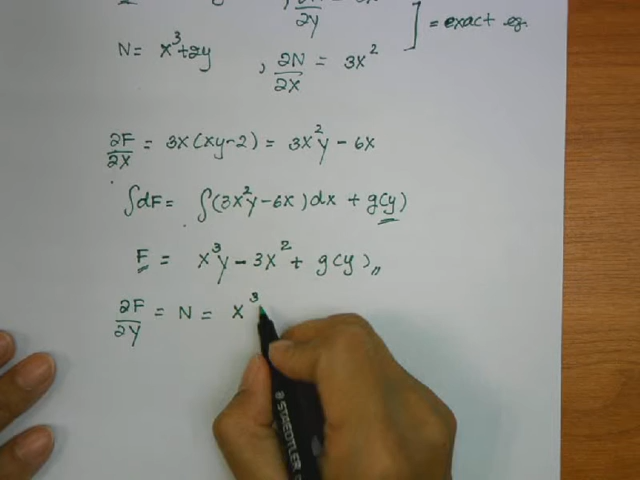 N = x³+2y , ∂N/∂x = 3x² ] = exact eq.
∂F/∂x = 3x(xy-2) = 3x²y - 6x
∫dF = ∫(3x²y-6x)dx + g(y)
F = x³y - 3x² + g(y)
∂F/∂y = N = x³
STAEDTLER